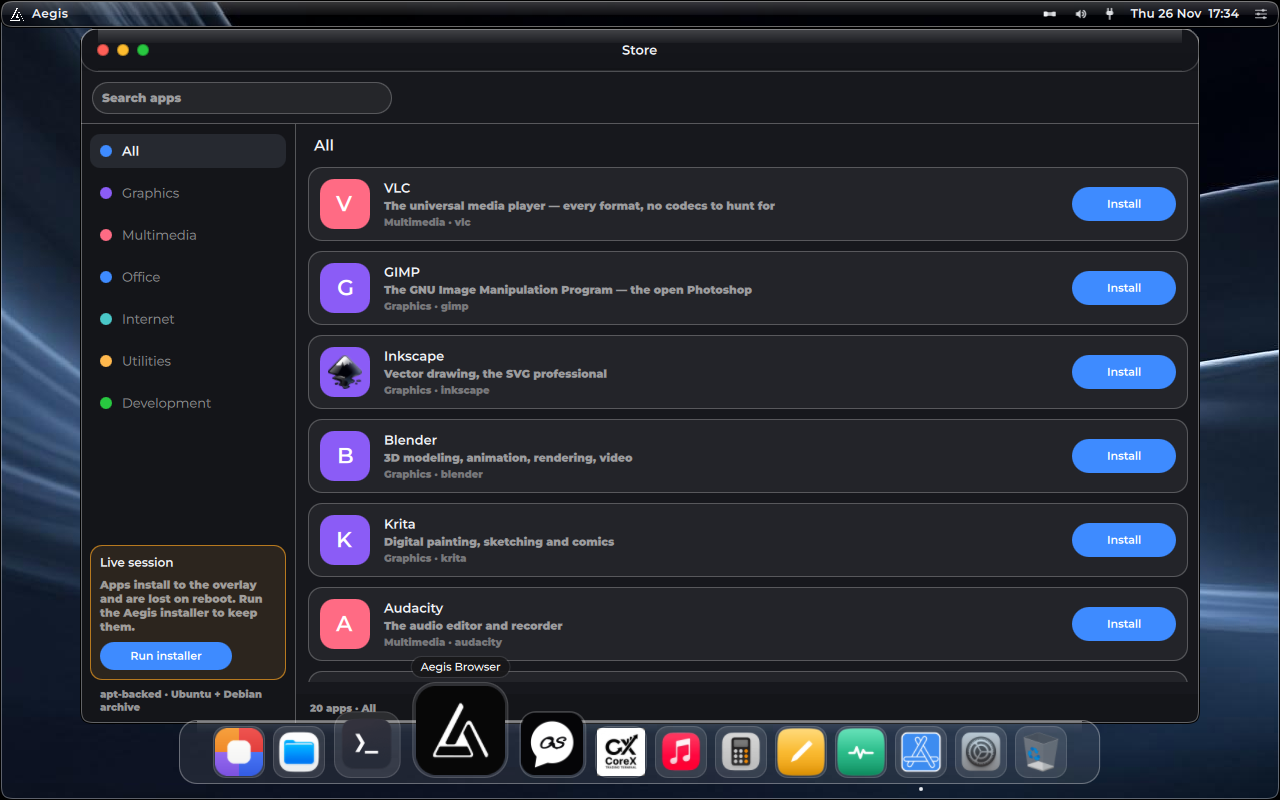 Aegis
Thu 26 Nov 17:34
Store
Search apps
All
Graphics
Multimedia
Office
Internet
Utilities
Development
Live session
Apps install to the overlay
and are lost on reboot. Run
the Aegis installer to keep
them.
Run installer
apt-backed · Ubuntu + Debian
archive
All
V
VLC
The universal media player — every format, no codecs to hunt for
Multimedia · vlc
Install
G
GIMP
The GNU Image Manipulation Program — the open Photoshop
Graphics · gimp
Install
Inkscape
Vector drawing, the SVG professional
Graphics · inkscape
Install
B
Blender
3D modeling, animation, rendering, video
Graphics · blender
Install
K
Krita
Digital painting, sketching and comics
Graphics · krita
Install
A
Audacity
The audio editor and recorder
Multimedia · audacity
Install
20 apps · All
Aegis Browser
as
CX
CoreX